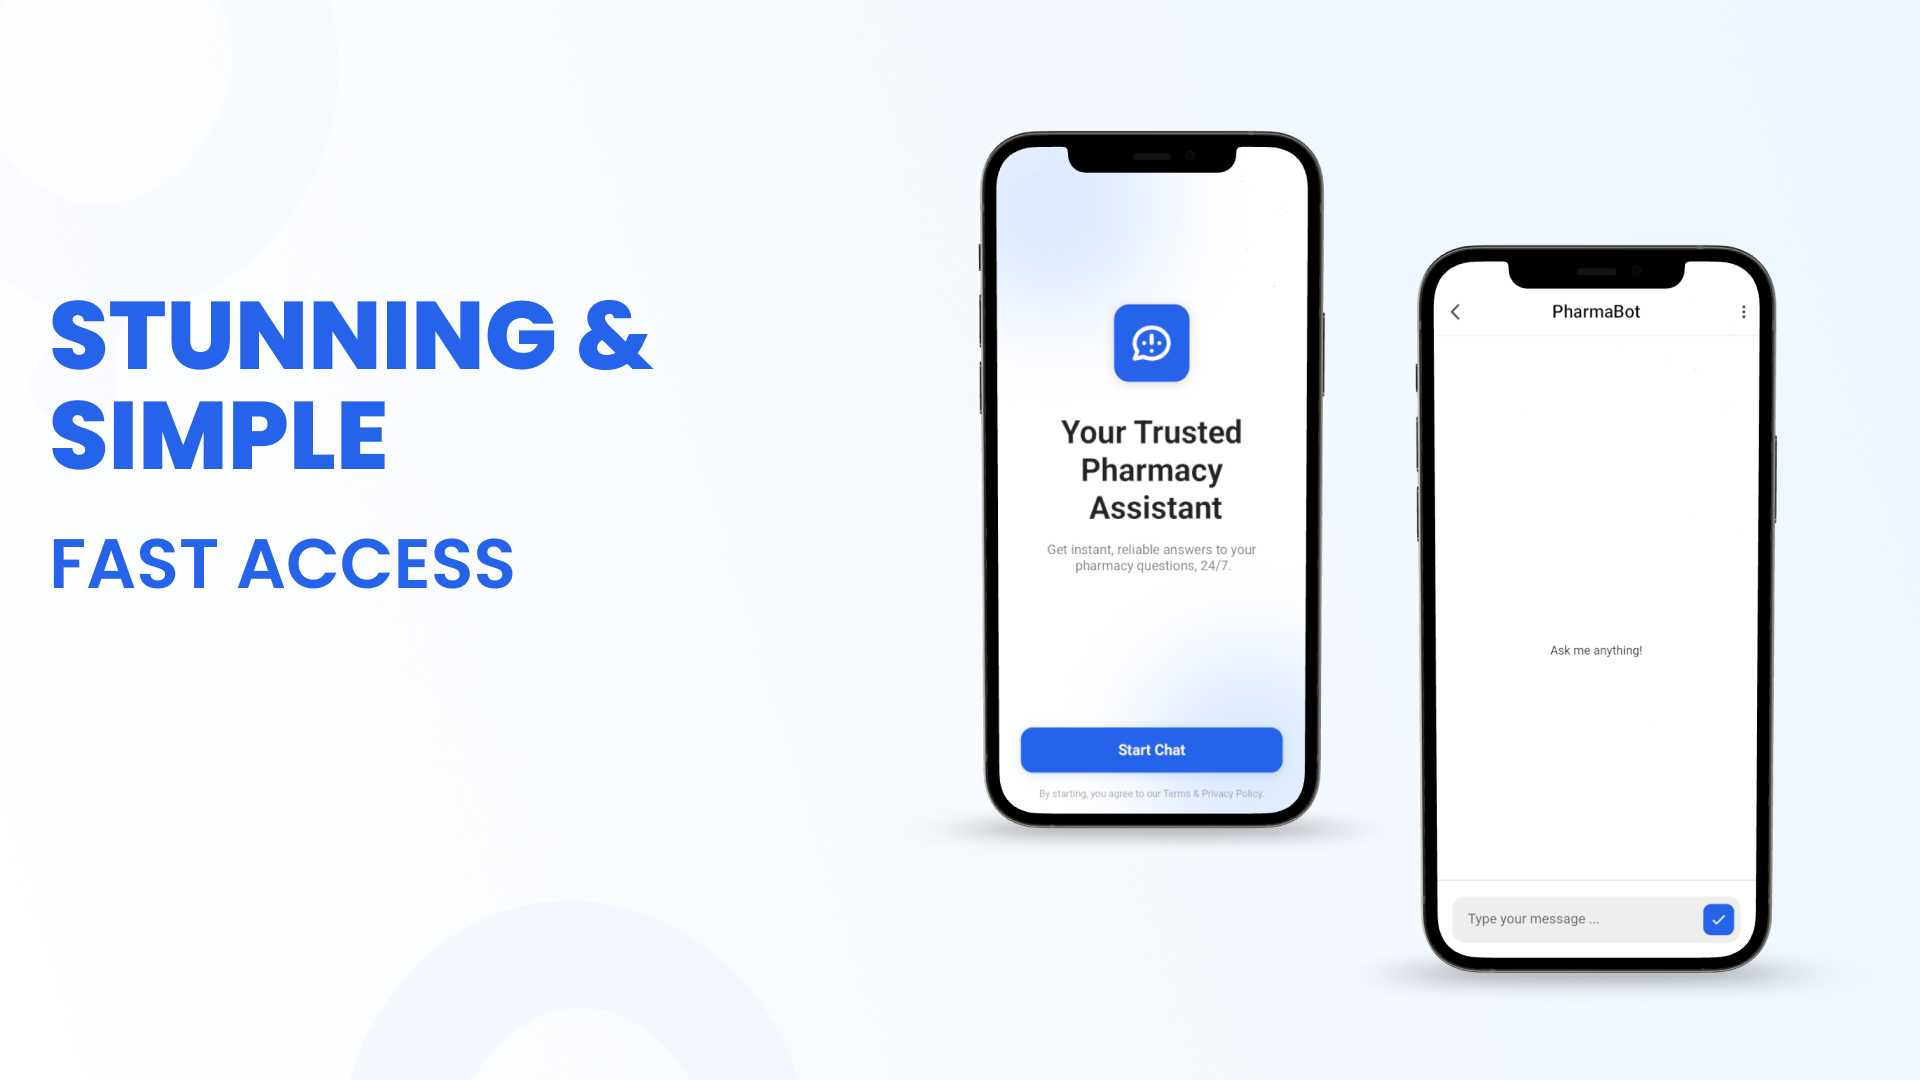 STUNNING &
SIMPLE
FAST ACCESS
Your Trusted
Pharmacy
Assistant
Get instant, reliable answers to your
pharmacy questions, 24/7.
Start Chat
By starting, you agree to our Terms & Privacy Policy.
PharmaBot
Ask me anything!
Type your message ...